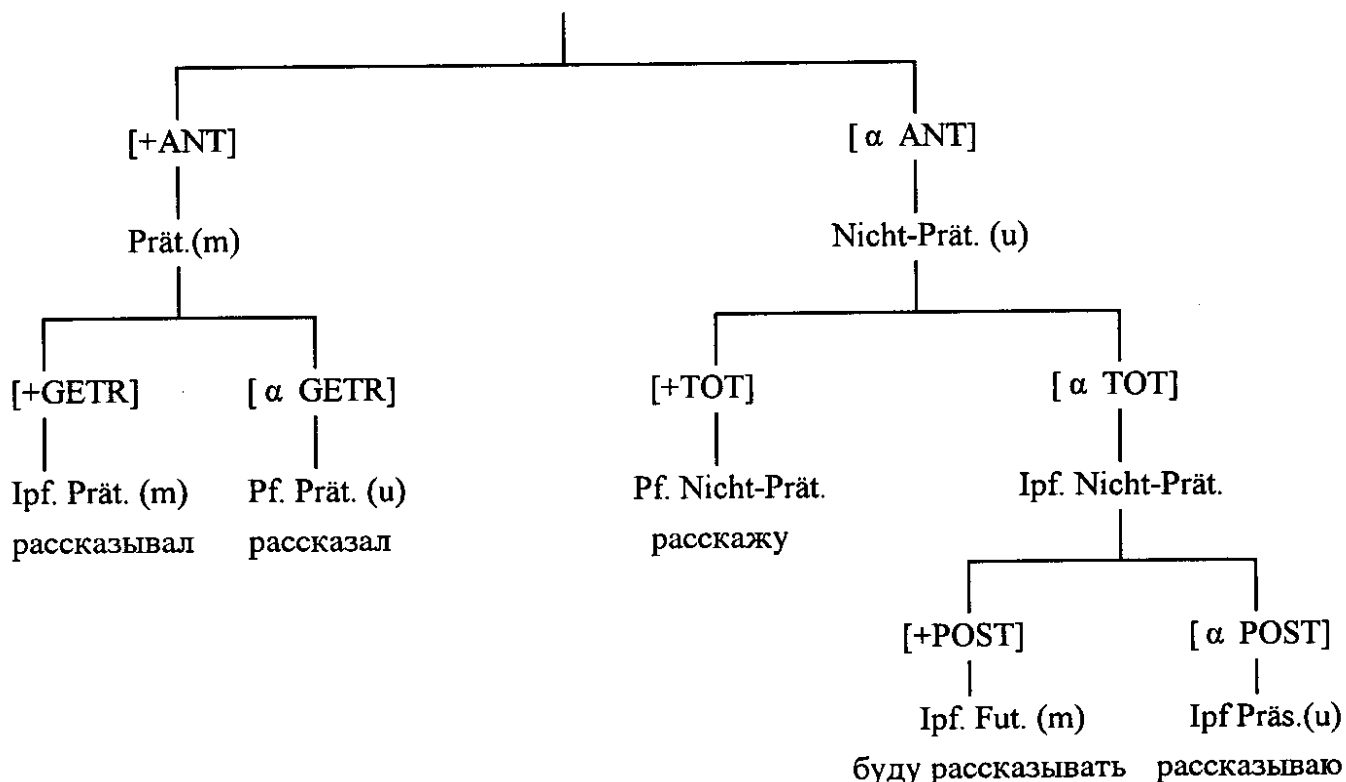 [+ANT] [ α ANT]
Prät.(m) Nicht-Prät. (u)
[+GETR] [ α GETR] [+TOT] [ α TOT]
Ipf. Prät. (m) Pf. Prät. (u) Pf. Nicht-Prät. Ipf. Nicht-Prät.
рассказывал рассказал расскажу
[+POST] [ α POST]
Ipf. Fut. (m) Ipf Präs.(u)
буду рассказывать рассказываю